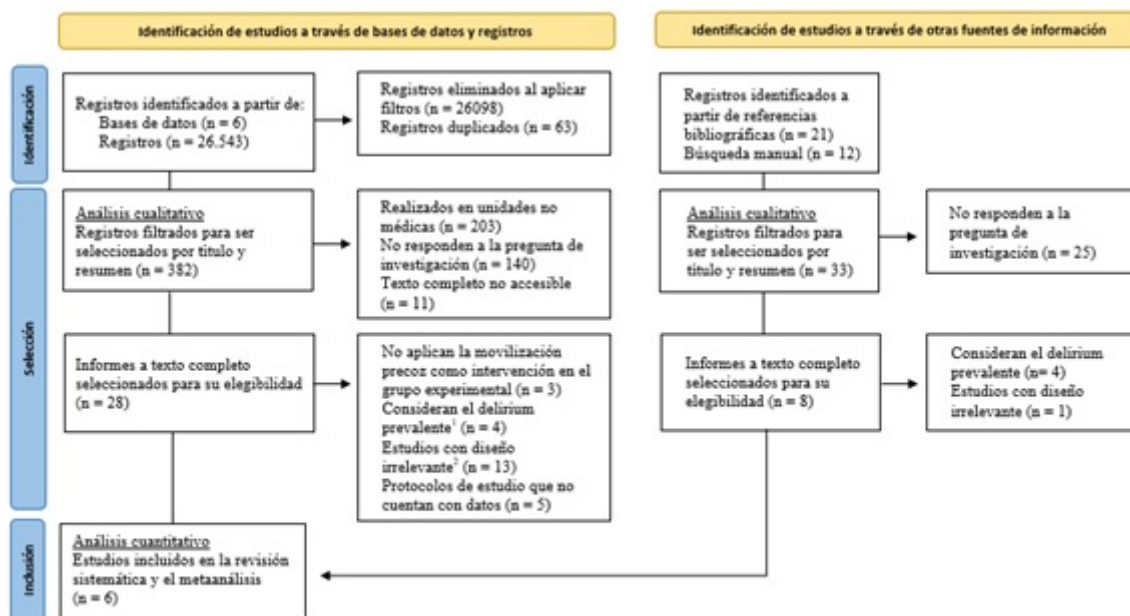 Identificación de estudios a través de bases de datos y registros
Identificación de estudios a través de otras fuentes de información
Identificación
Registros identificados a partir de:
Bases de datos (n = 6)
Registros (n = 26.543)
Registros eliminados al aplicar
filtros (n = 26098)
Registros duplicados (n = 63)
Registros identificados a
partir de referencias
bibliográficas (n = 21)
Búsqueda manual (n = 12)
Selección
Análisis cualitativo
Registros filtrados para ser
seleccionados por titulo y
resumen (n = 382)
Realizados en unidades no
médicas (n = 203)
No responden a la pregunta de
investigación (n = 140)
Texto completo no accesible
(n = 11)
Análisis cualitativo
Registros filtrados para
ser seleccionados por
titulo y resumen (n = 33)
No responden a la
pregunta de
investigación (n = 25)
Informes a texto completo
seleccionados para su elegibilidad
(n = 28)
No aplican la movilización
precoz como intervención en el
grupo experimental (n = 3)
Consideran el delirium
prevalente¹ (n = 4)
Estudios con diseño
irrelevante² (n = 13)
Protocolos de estudio que no
cuentan con datos (n = 5)
Informes a texto completo
seleccionados para su
elegibilidad (n = 8)
Consideran el delirium
prevalente (n= 4)
Estudios con diseño
irrelevante (n = 1)
Inclusión
Análisis cuantitativo
Estudios incluidos en la revisión
sistemática y el metaanálisis
(n = 6)